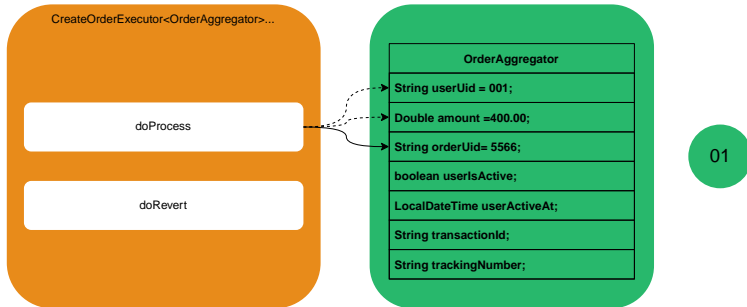 CreateOrderExecutor<OrderAggregator>...
doProcess
doRevert
OrderAggregator
String userUid = 001;
Double amount =400.00;
String orderUid= 5566;
boolean userIsActive;
LocalDateTime userActiveAt;
String transactionId;
String trackingNumber;
01